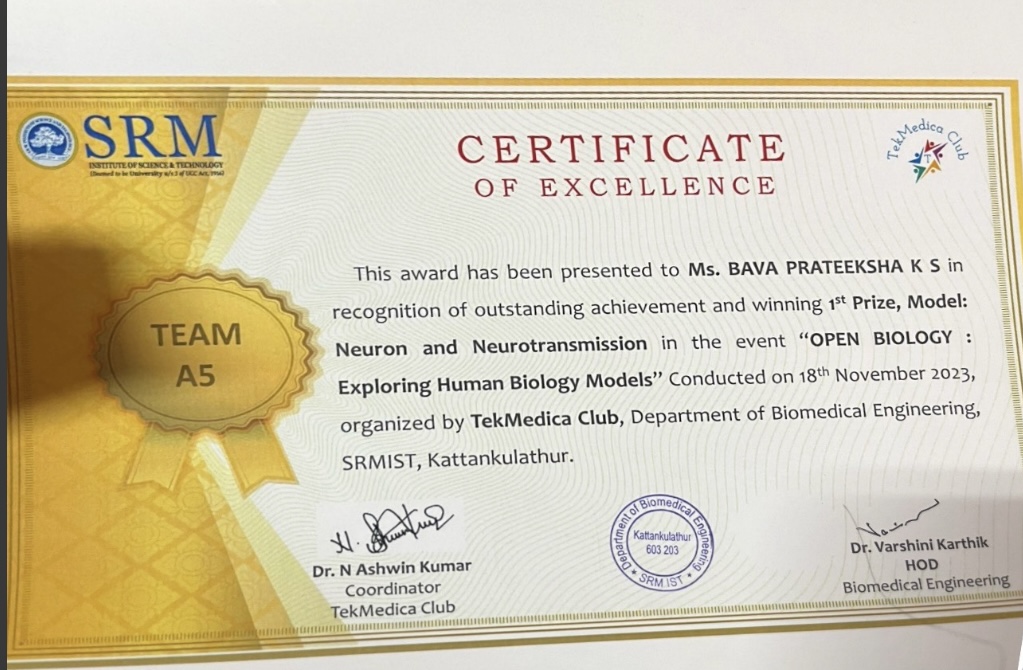 SRM
INSTITUTE OF SCIENCE & TECHNOLOGY
(Deemed to be University u/s 3 of UGC Act, 1956)
CERTIFICATE
OF EXCELLENCE
TekMedica Club
T
This award has been presented to Ms. BAVA PRATEEKSHA K S in
recognition of outstanding achievement and winning 1st Prize, Model:
Neuron and Neurotransmission in the event “OPEN BIOLOGY :
Exploring Human Biology Models” Conducted on 18th November 2023,
organized by TekMedica Club, Department of Biomedical Engineering,
SRMIST, Kattankulathur.
TEAM
A5
Dr. N Ashwin Kumar
Coordinator
TekMedica Club
Department of Biomedical Engineering
Kattankulathur
603 203
* SRM IST *
Dr. Varshini Karthik
HOD
Biomedical Engineering